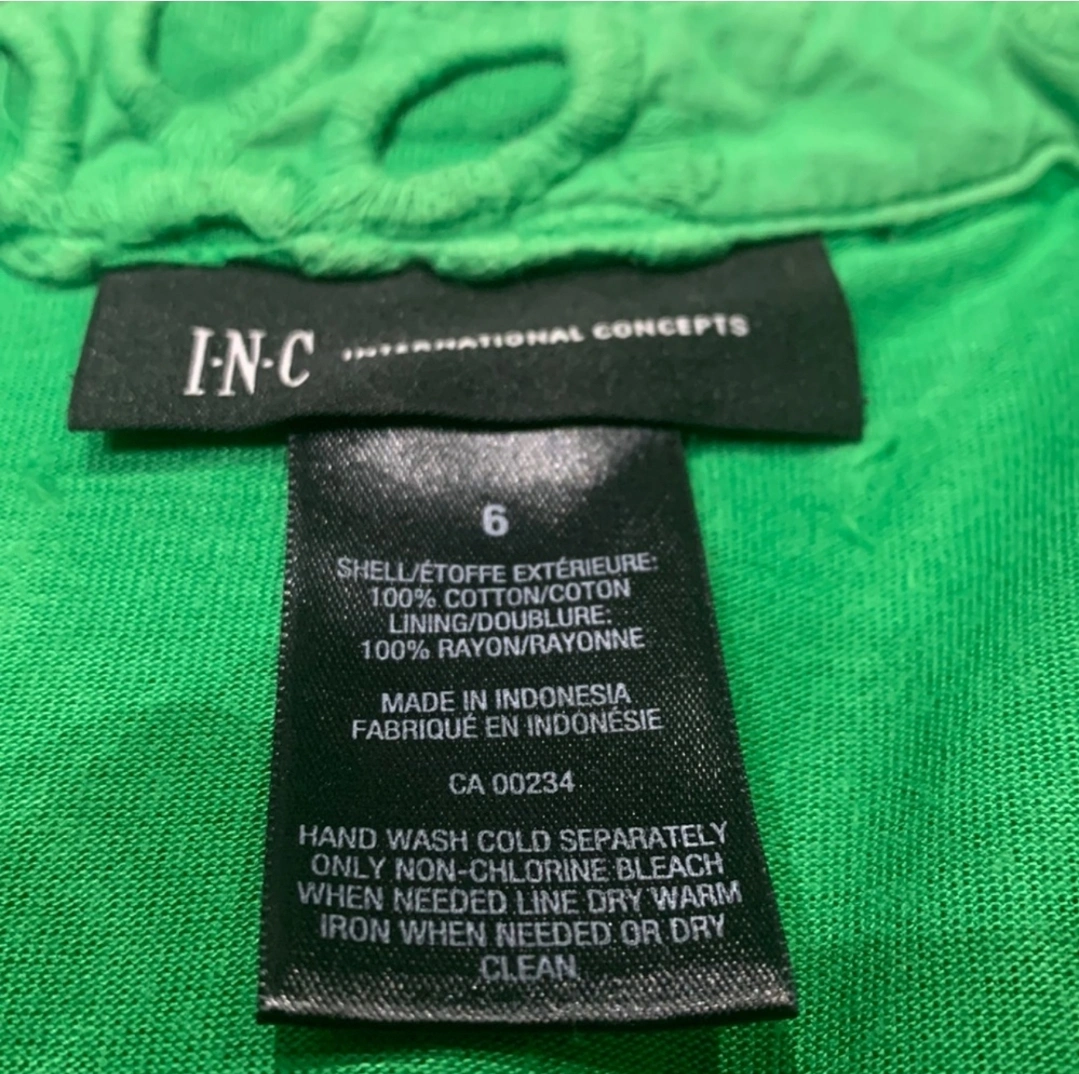 I·N·C INTERNATIONAL CONCEPTS
6
SHELL/ÉTOFFE EXTÉRIEURE:
100% COTTON/COTON
LINING/DOUBLURE:
100% RAYON/RAYONNE
MADE IN INDONESIA
FABRIQUÉ EN INDONÉSIE
CA 00234
HAND WASH COLD SEPARATELY
ONLY NON-CHLORINE BLEACH
WHEN NEEDED LINE DRY WARM
IRON WHEN NEEDED OR DRY
CLEAN